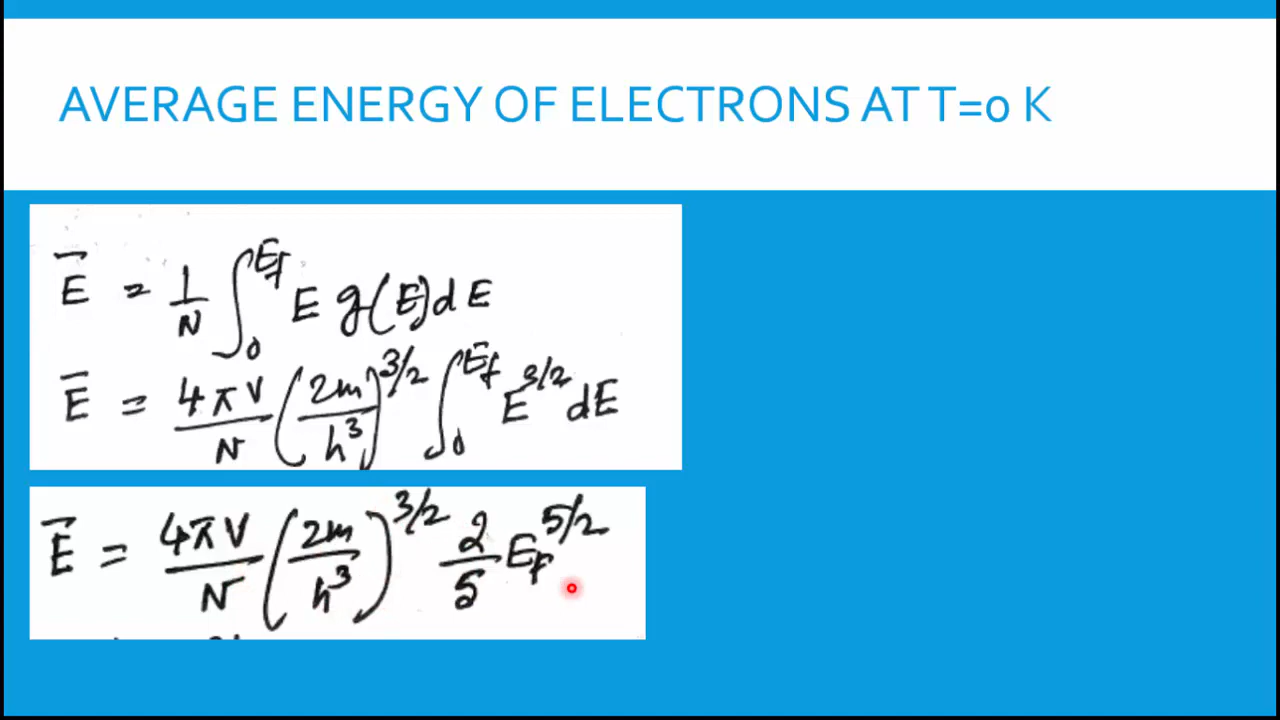 AVERAGE ENERGY OF ELECTRONS AT T=0 K
Ē = 1/N ∫₀^Ef E g(E) dE
Ē = 4πV/N (2m/h³)^3/2 ∫₀^Ef E^3/2 dE
Ē = 4πV/N (2m/h³)^3/2 2/5 E_F^5/2